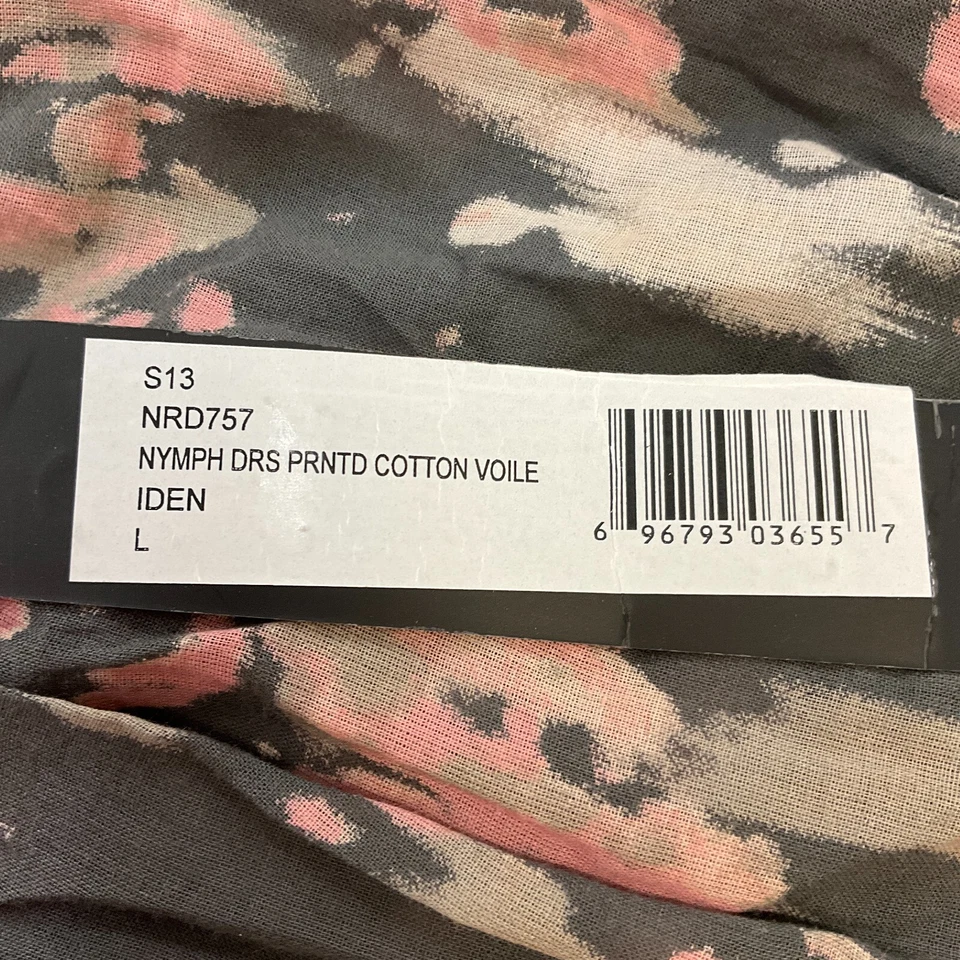 S13
NRD757
NYMPH DRS PRNTD COTTON VOILE
IDEN
L
6 96793 03655 7